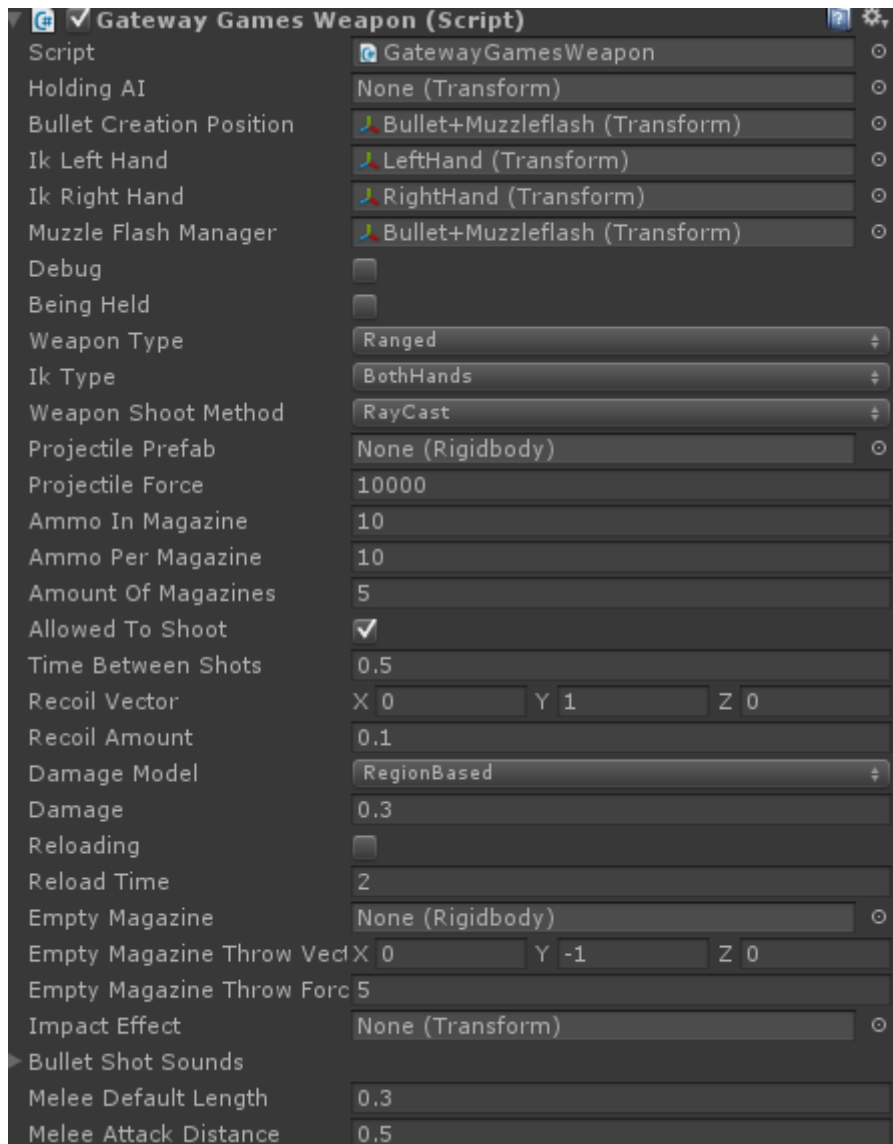 Gateway Games Weapon (Script)
Script GatewayGamesWeapon
Holding AI None (Transform)
Bullet Creation Position Bullet+Muzzleflash (Transform)
Ik Left Hand LeftHand (Transform)
Ik Right Hand RightHand (Transform)
Muzzle Flash Manager Bullet+Muzzleflash (Transform)
Debug
Being Held
Weapon Type Ranged
Ik Type BothHands
Weapon Shoot Method RayCast
Projectile Prefab None (Rigidbody)
Projectile Force 10000
Ammo In Magazine 10
Ammo Per Magazine 10
Amount Of Magazines 5
Allowed To Shoot
Time Between Shots 0.5
Recoil Vector X 0 Y 1 Z 0
Recoil Amount 0.1
Damage Model RegionBased
Damage 0.3
Reloading
Reload Time 2
Empty Magazine None (Rigidbody)
Empty Magazine Throw Vect X 0 Y -1 Z 0
Empty Magazine Throw Forc 5
Impact Effect None (Transform)
Bullet Shot Sounds
Melee Default Length 0.3
Melee Attack Distance 0.5